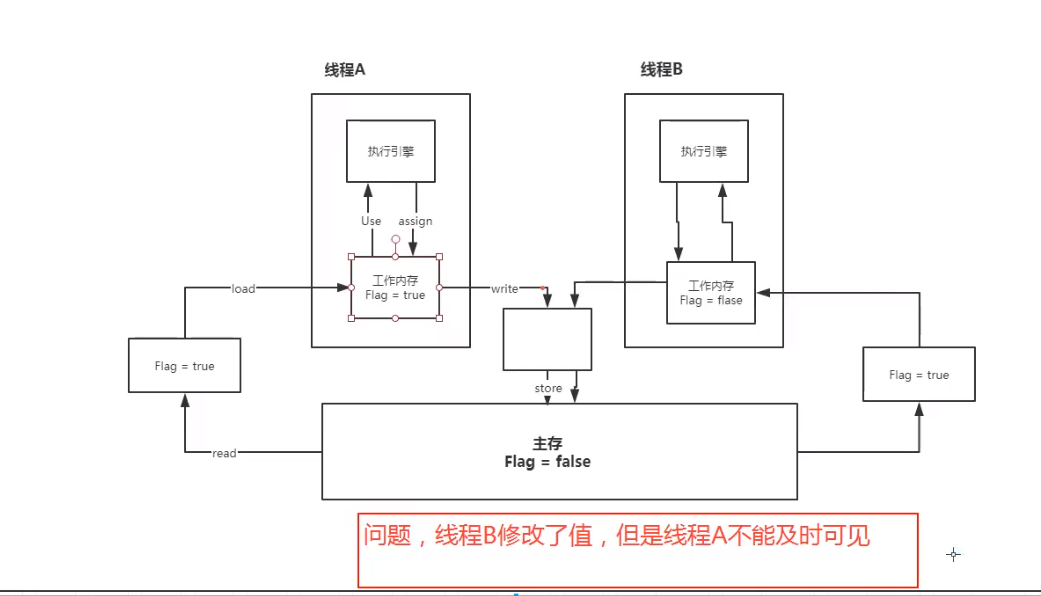 线程A
线程B
执行引擎
执行引擎
Use
assign
工作内存
Flag = true
工作内存
Flag = flase
load
write
Flag = true
Flag = true
store
read
主存
Flag = false
问题，线程B修改了值，但是线程A不能及时可见